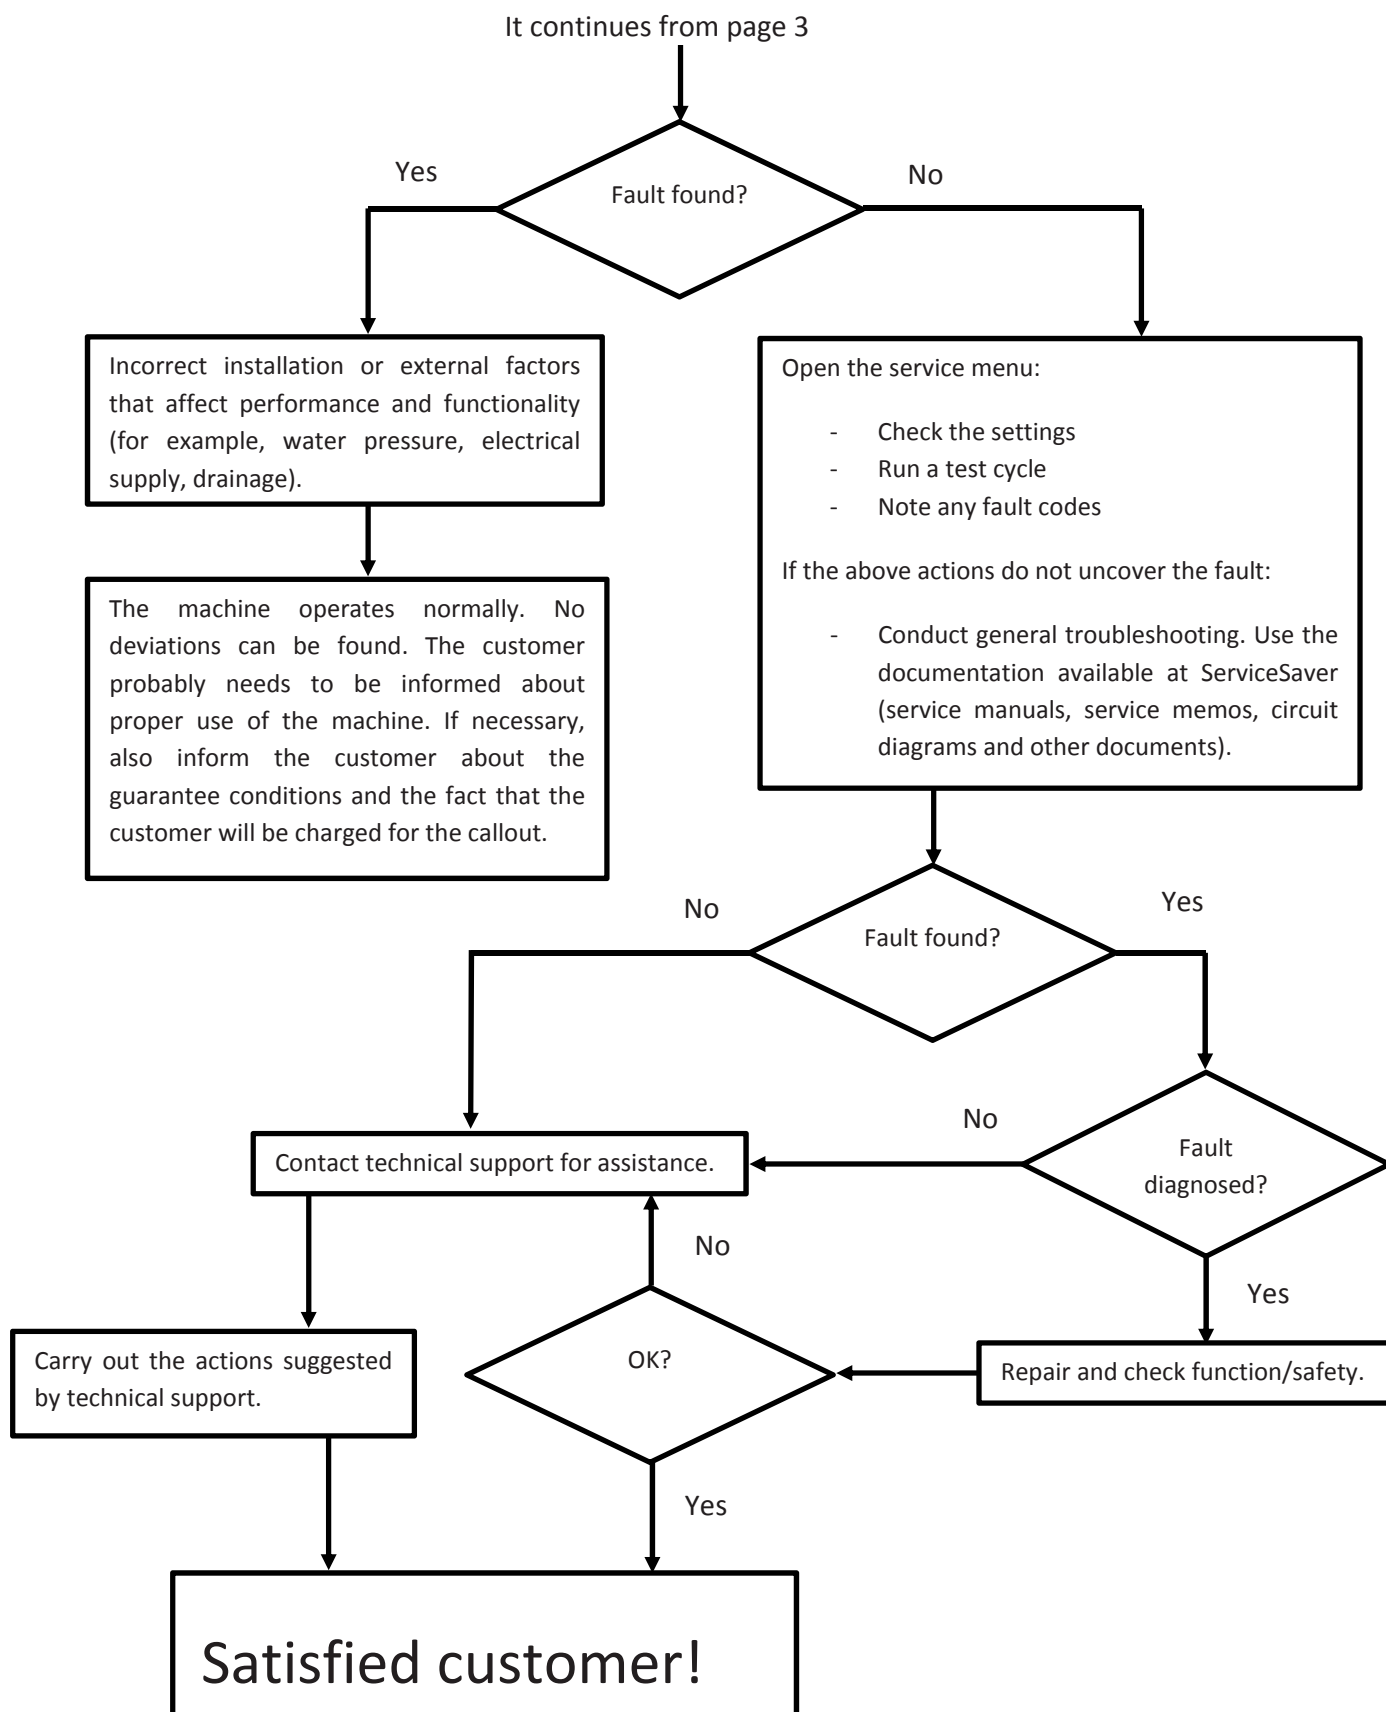 It continues from page 3
Yes
Fault found?
No
Incorrect installation or external factors
that affect performance and functionality
(for example, water pressure, electrical
supply, drainage).
Open the service menu:
- Check the settings
- Run a test cycle
- Note any fault codes
If the above actions do not uncover the fault:
- Conduct general troubleshooting. Use the
documentation available at ServiceSaver
(service manuals, service memos, circuit
diagrams and other documents).
The machine operates normally. No
deviations can be found. The customer
probably needs to be informed about
proper use of the machine. If necessary,
also inform the customer about the
guarantee conditions and the fact that the
customer will be charged for the callout.
No
Fault found?
Yes
No
Fault
diagnosed?
Contact technical support for assistance.
No
Yes
Carry out the actions suggested
by technical support.
OK?
Repair and check function/safety.
Yes
Satisfied customer!